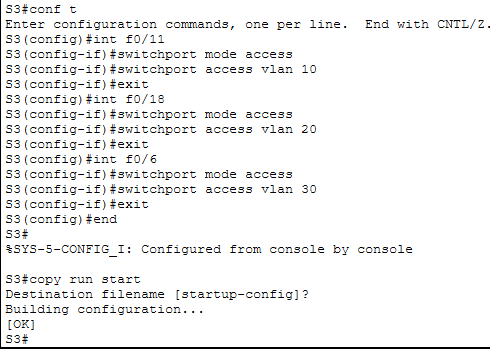 S3#conf t
Enter configuration commands, one per line.  End with CNTL/Z.
S3(config)#int f0/11
S3(config-if)#switchport mode access
S3(config-if)#switchport access vlan 10
S3(config-if)#exit
S3(config)#int f0/18
S3(config-if)#switchport mode access
S3(config-if)#switchport access vlan 20
S3(config-if)#exit
S3(config)#int f0/6
S3(config-if)#switchport mode access
S3(config-if)#switchport access vlan 30
S3(config-if)#exit
S3(config)#end
S3#
%SYS-5-CONFIG_I: Configured from console by console
S3#copy run start
Destination filename [startup-config]?
Building configuration...
[OK]
S3#